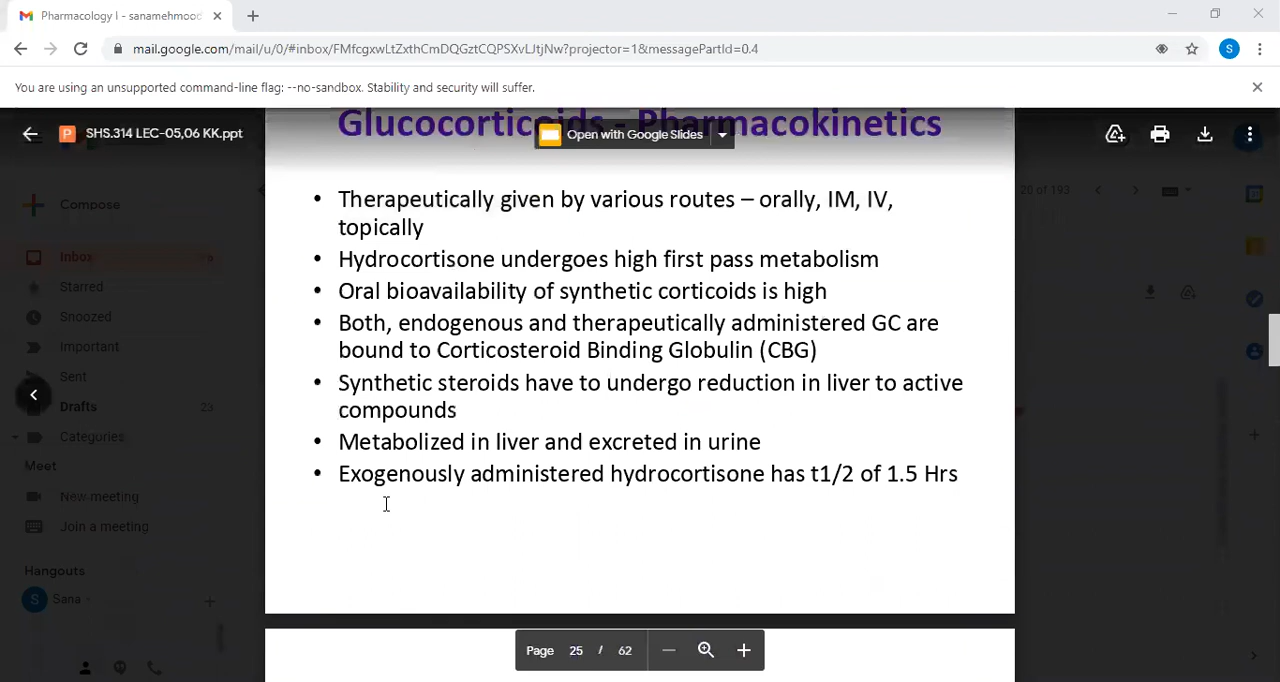 Pharmacology I - sanamehmood
You are using an unsupported command-line flag: --no-sandbox. Stability and security will suffer.
mail.google.com/mail/u/0/#inbox/FMfcgxwLtZxthCmDQGztCQPSXvLJtjNw?projector=1&messagePartId=0.4
S
SHS.314 LEC-05,06 KK.ppt
Open with Google Slides
Glucocorticoids - Pharmacokinetics
• Therapeutically given by various routes – orally, IM, IV,
topically
• Hydrocortisone undergoes high first pass metabolism
• Oral bioavailability of synthetic corticoids is high
• Both, endogenous and therapeutically administered GC are
bound to Corticosteroid Binding Globulin (CBG)
• Synthetic steroids have to undergo reduction in liver to active
compounds
• Metabolized in liver and excreted in urine
• Exogenously administered hydrocortisone has t1/2 of 1.5 Hrs
Compose
Inbox
Starred
Snoozed
Important
Sent
Drafts 23
Categories
Meet
New meeting
Join a meeting
Hangouts
S Sana
of 193
Page 25 / 62